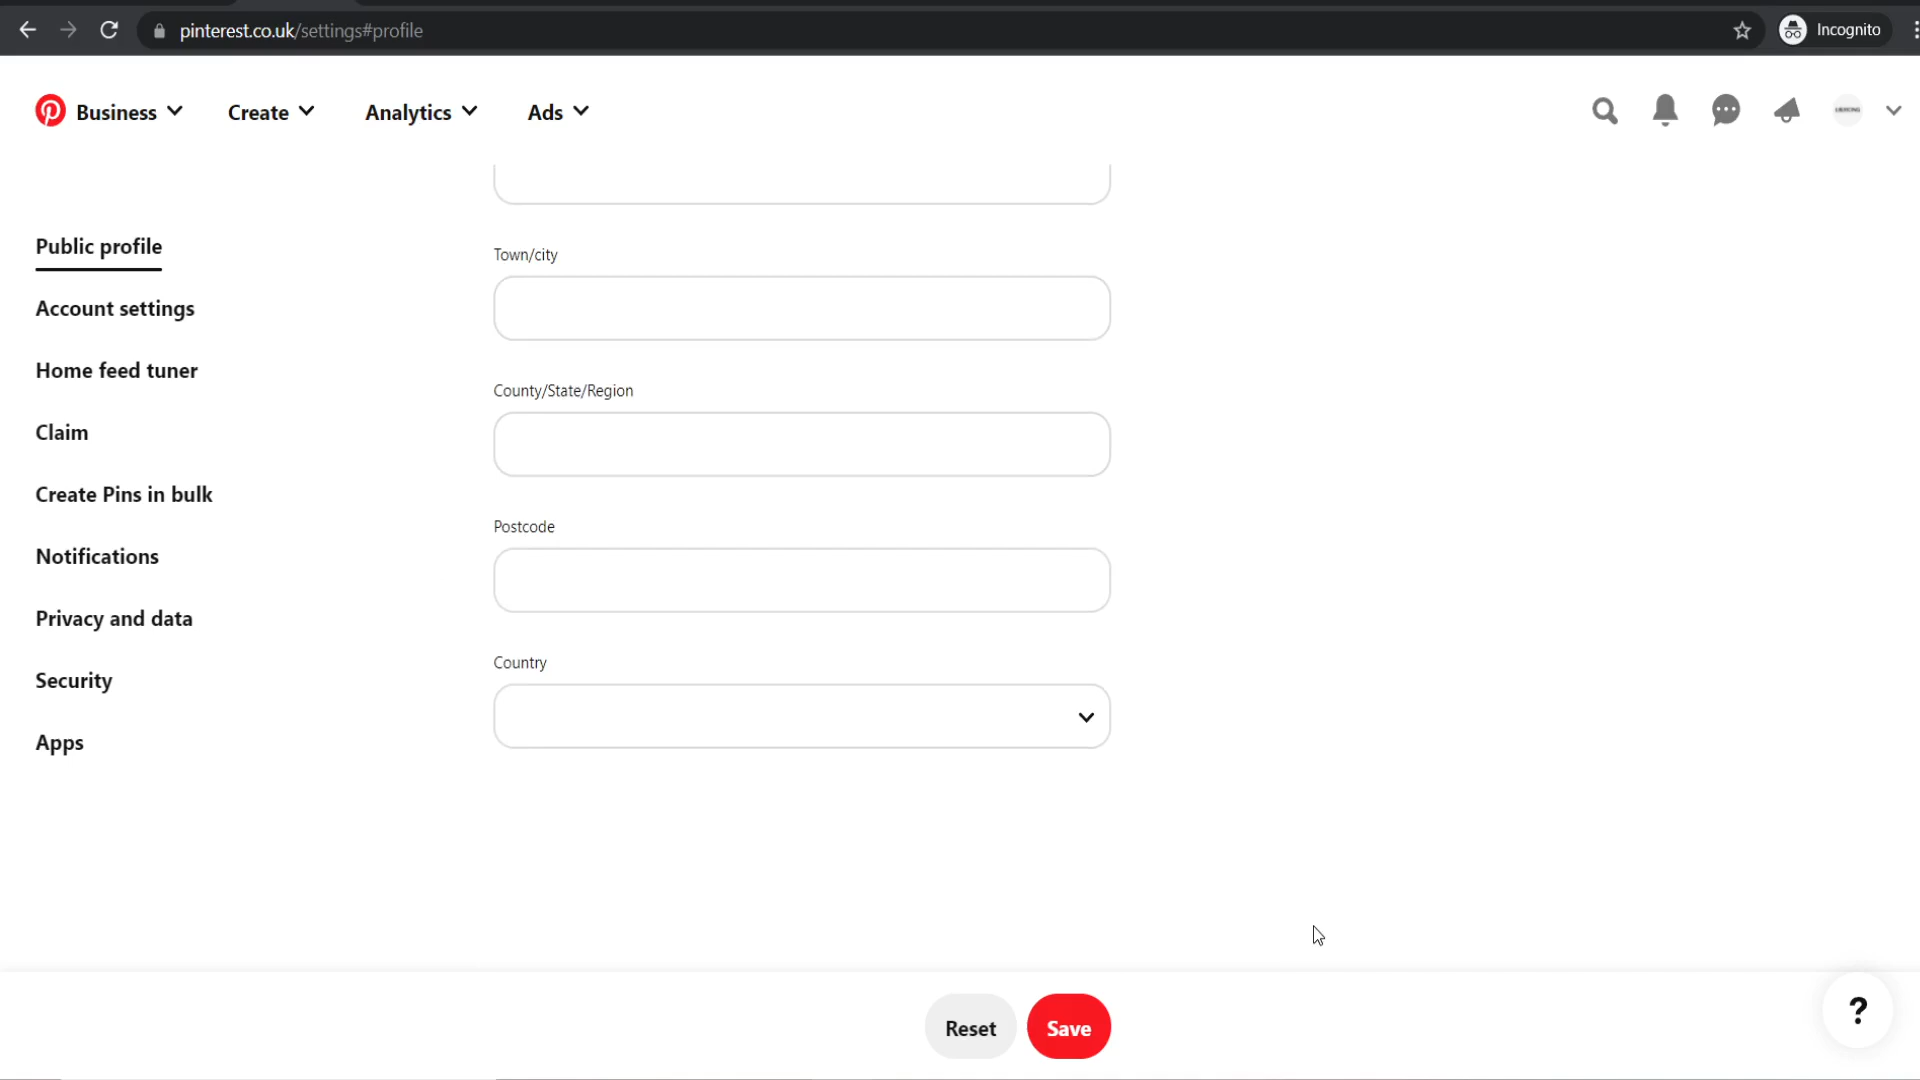 pinterest.co.uk/settings#profile
Incognito
Business
Create
Analytics
Ads
Public profile
Account settings
Home feed tuner
Claim
Create Pins in bulk
Notifications
Privacy and data
Security
Apps
Town/city
County/State/Region
Postcode
Country
Reset
Save
?